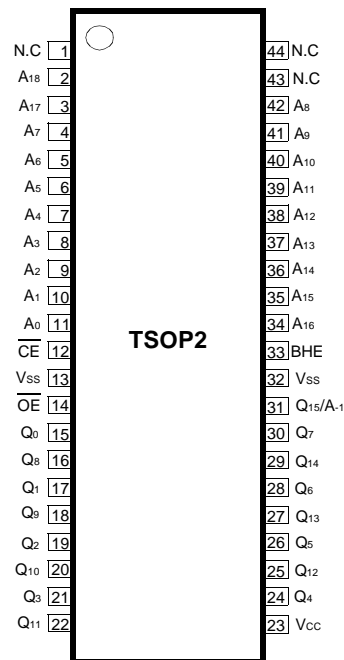 N.C 1 44 N.C
A18 2 43 N.C
A17 3 42 A8
A7 4 41 A9
A6 5 40 A10
A5 6 39 A11
A4 7 38 A12
A3 8 37 A13
A2 9 36 A14
A1 10 35 A15
A0 11 34 A16
TSOP2
CE 12 33 BHE
VSS 13 32 VSS
OE 14 31 Q15/A-1
Q0 15 30 Q7
Q8 16 29 Q14
Q1 17 28 Q6
Q9 18 27 Q13
Q2 19 26 Q5
Q10 20 25 Q12
Q3 21 24 Q4
Q11 22 23 VCC